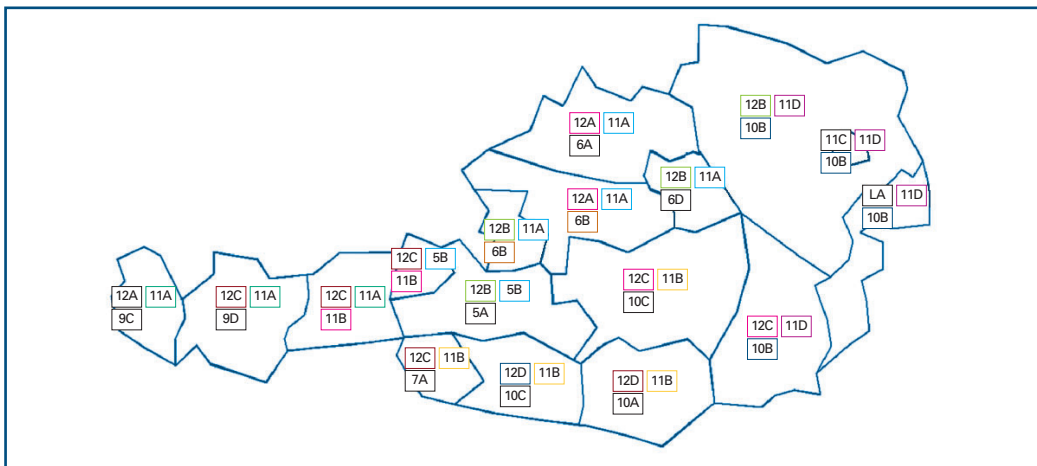 12B 11D
10B
12A 11A
6A
11C 11D
10B
12B 11A
6D
LA 11D
10B
12A 11A
6B
12B 11A
6B
12C 5B
11B
12C 11B
10C
12B 5B
5A
12A 11A
9C
12C 11A
9D
12C 11A
11B
12C 11D
10B
12C 11B
7A
12D 11B
10C
12D 11B
10A